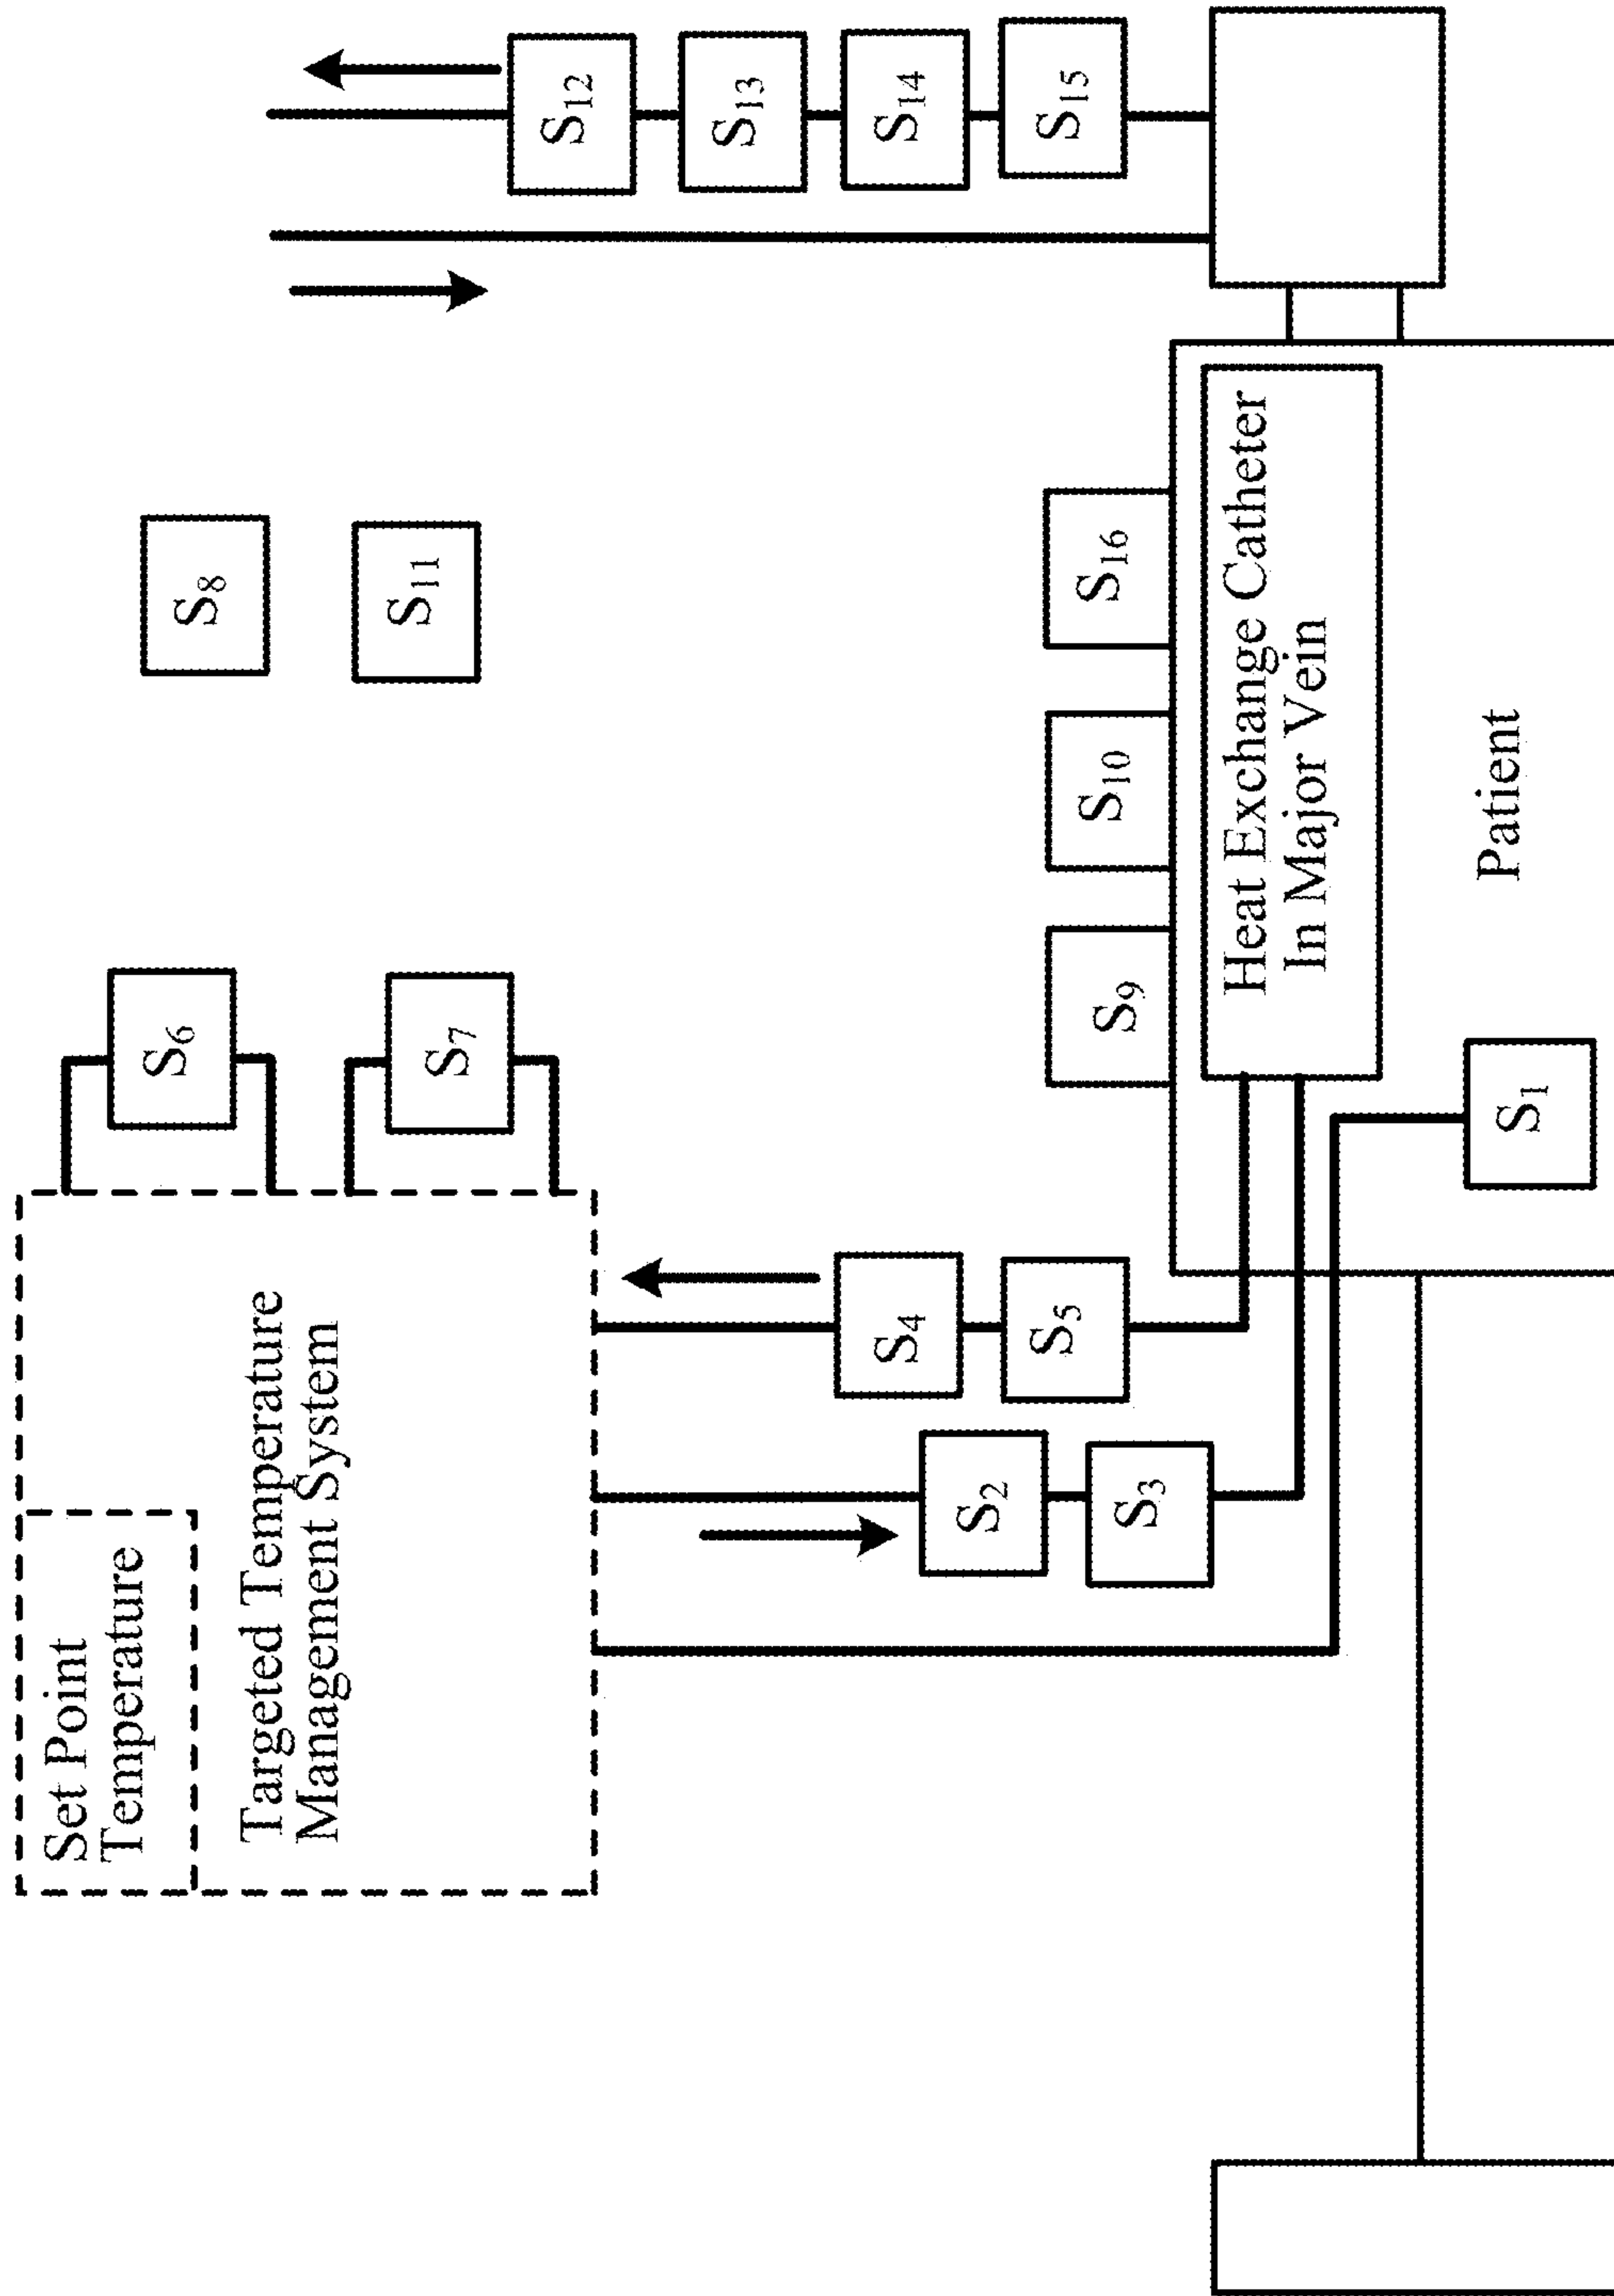 Set Point
Temperature
Targeted Temperature
Management System
S6
S7
S8
S11
S4
S5
S2
S3
S12
S13
S14
S15
S9
S10
S16
Heat Exchange Catheter
In Major Vein
Patient
S1